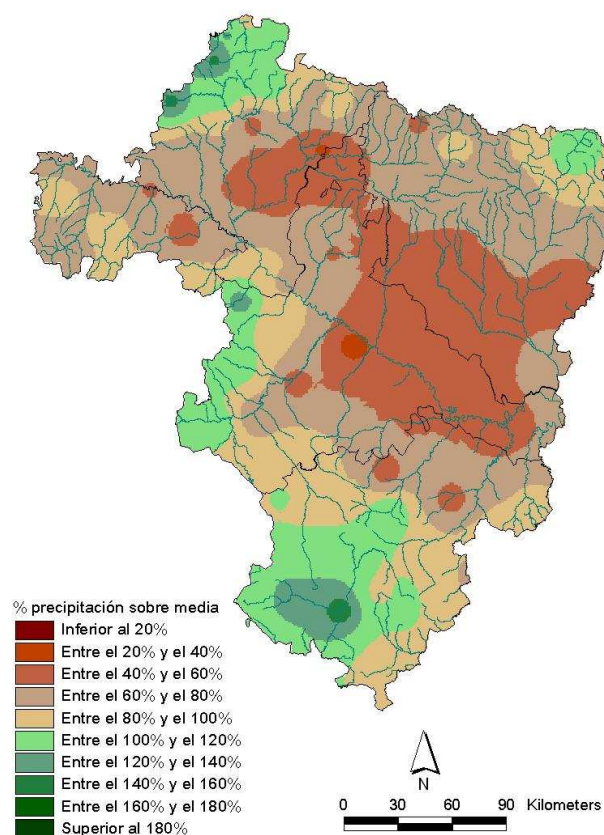 % precipitación sobre media
Inferior al 20%
Entre el 20% y el 40%
Entre el 40% y el 60%
Entre el 60% y el 80%
Entre el 80% y el 100%
Entre el 100% y el 120%
Entre el 120% y el 140%
Entre el 140% y el 160%
Entre el 160% y el 180%
Superior al 180%
N
0 30 60 90 Kilometers